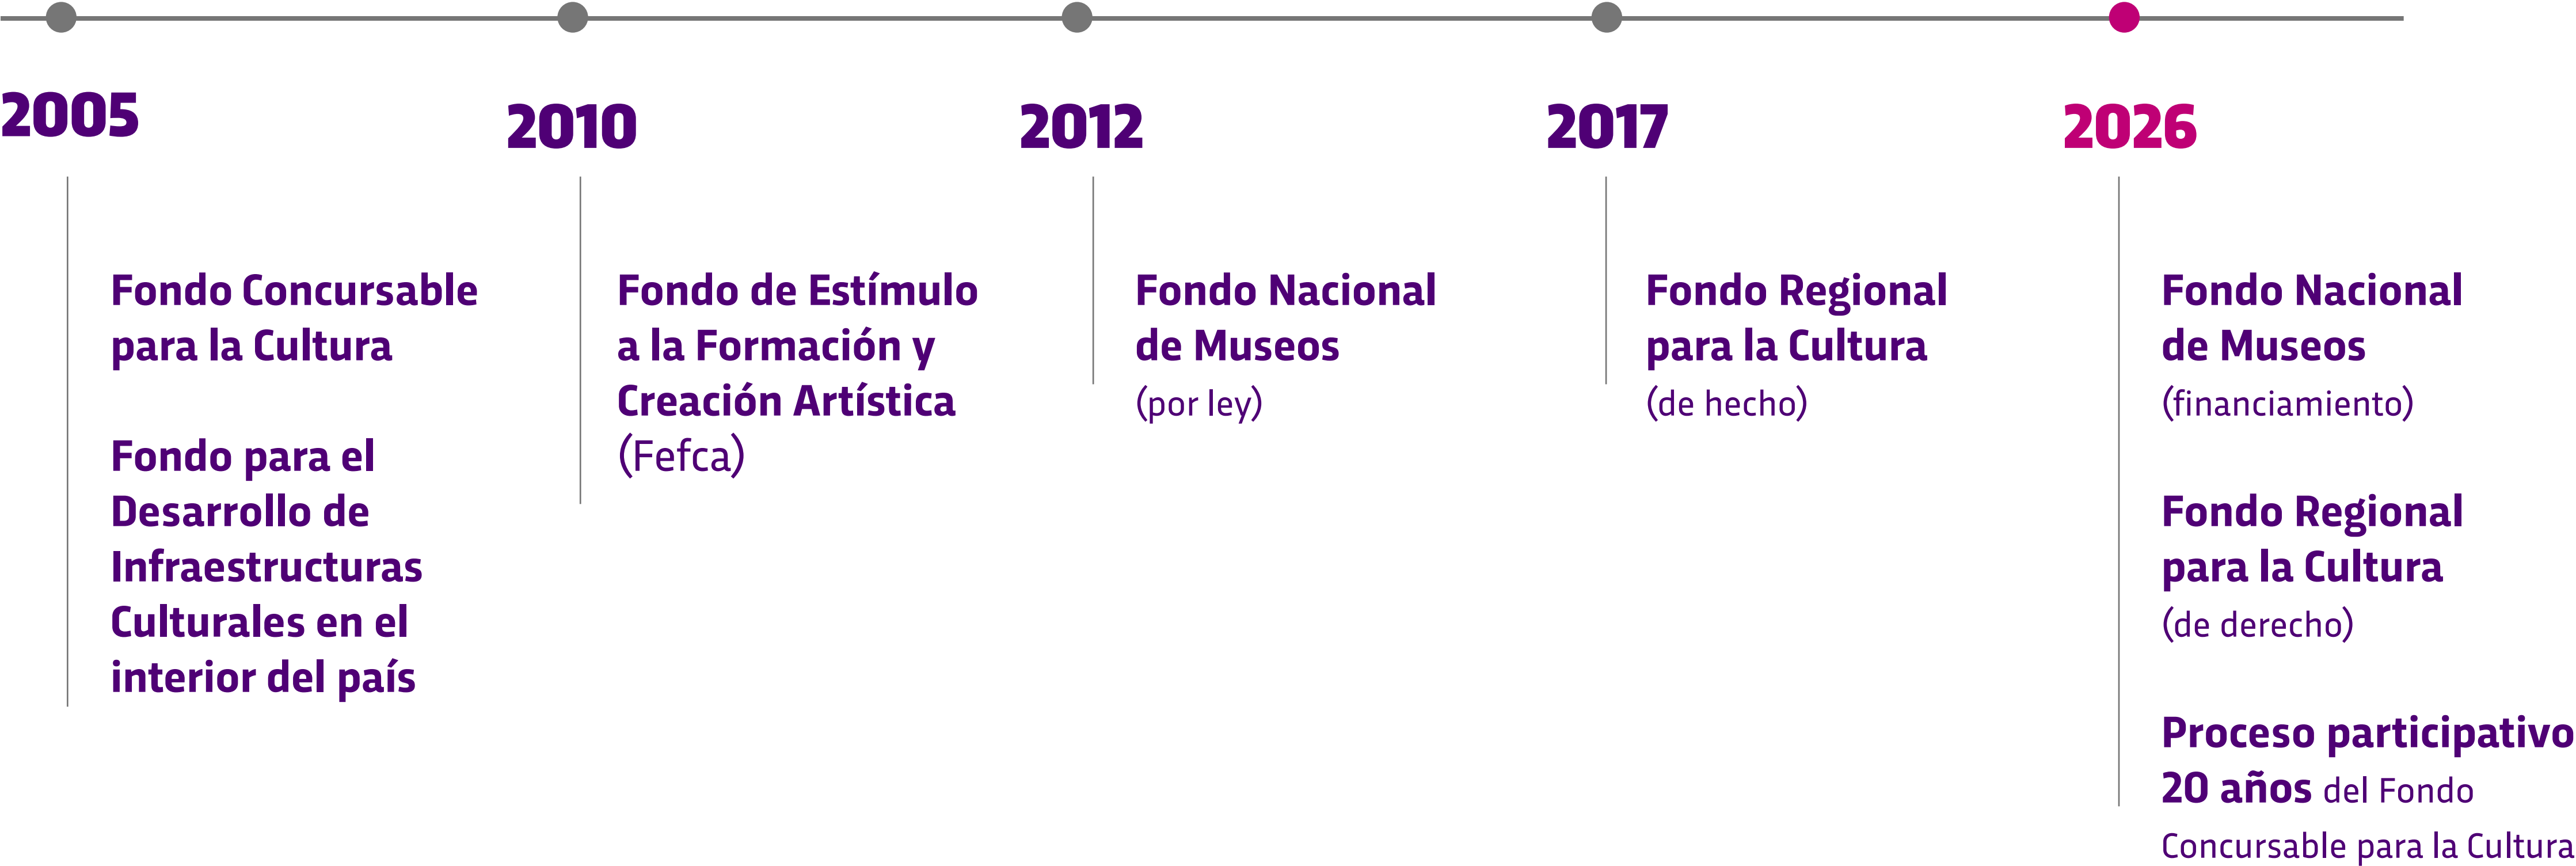 2005
Fondo Concursable
para la Cultura
Fondo para el
Desarrollo de
Infraestructuras
Culturales en el
interior del país
2010
Fondo de Estímulo
a la Formación y
Creación Artística
(Fefca)
2012
Fondo Nacional
de Museos
(por ley)
2017
Fondo Regional
para la Cultura
(de hecho)
2026
Fondo Nacional
de Museos
(financiamiento)
Fondo Regional
para la Cultura
(de derecho)
Proceso participativo
20 años del Fondo
Concursable para la Cultura